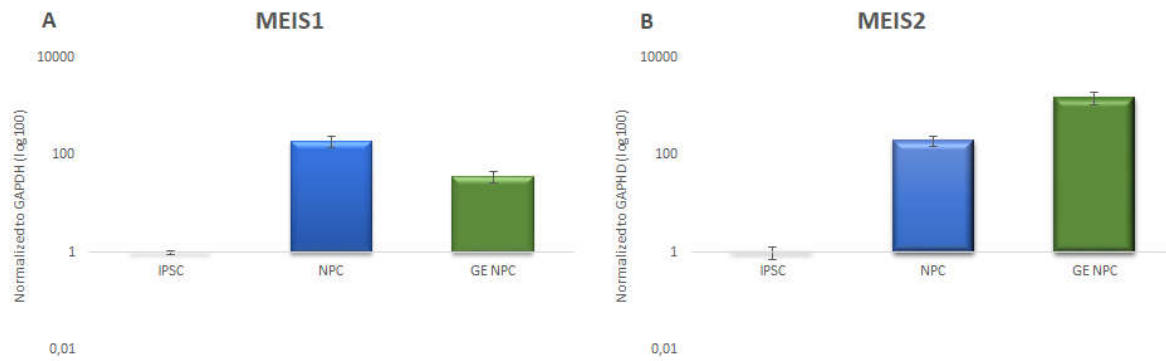 A
MEIS1
10000
100
1
0,01
Normalized to GAPDH (log100)
IPSC
NPC
GE NPC
B
MEIS2
10000
100
1
0,01
Normalized to GAPHD (log100)
IPSC
NPC
GE NPC